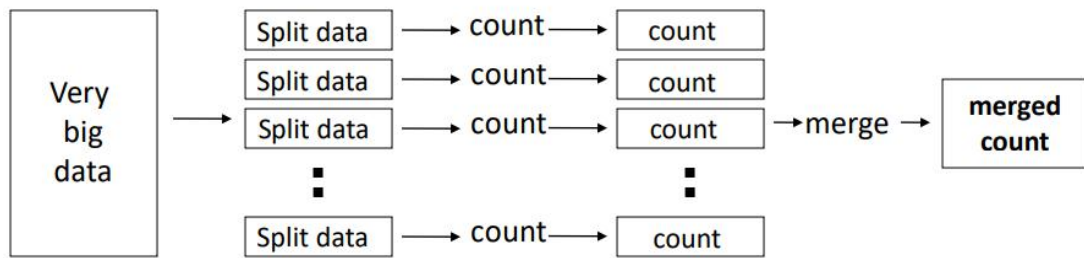 Very
big
data
Split data count count
Split data count count
Split data count count
Split data count count
merge
merged
count